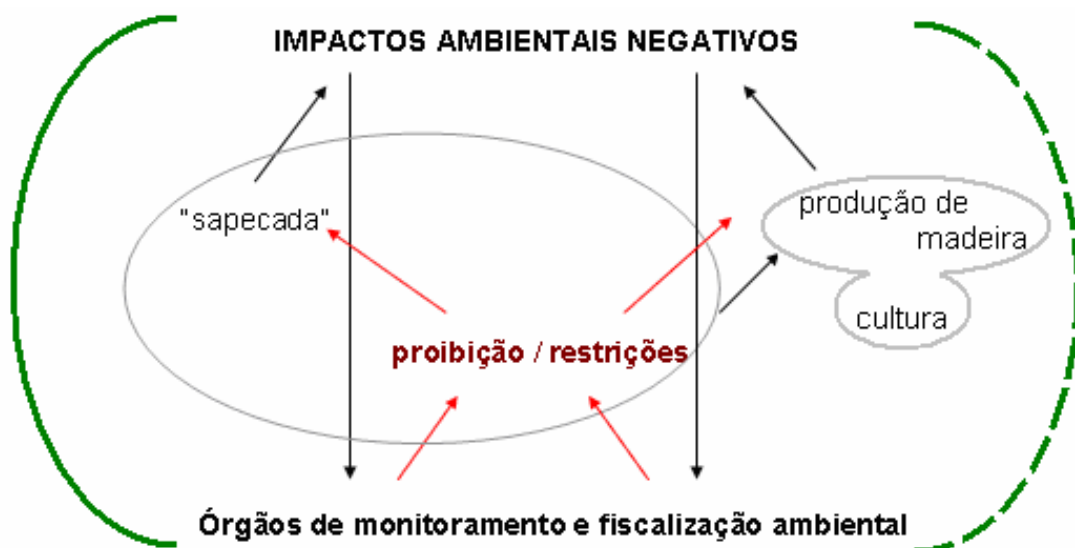 IMPACTOS AMBIENTAIS NEGATIVOS
"sapecada"
produção de
madeira
cultura
proibição / restrições
Órgãos de monitoramento e fiscalização ambiental